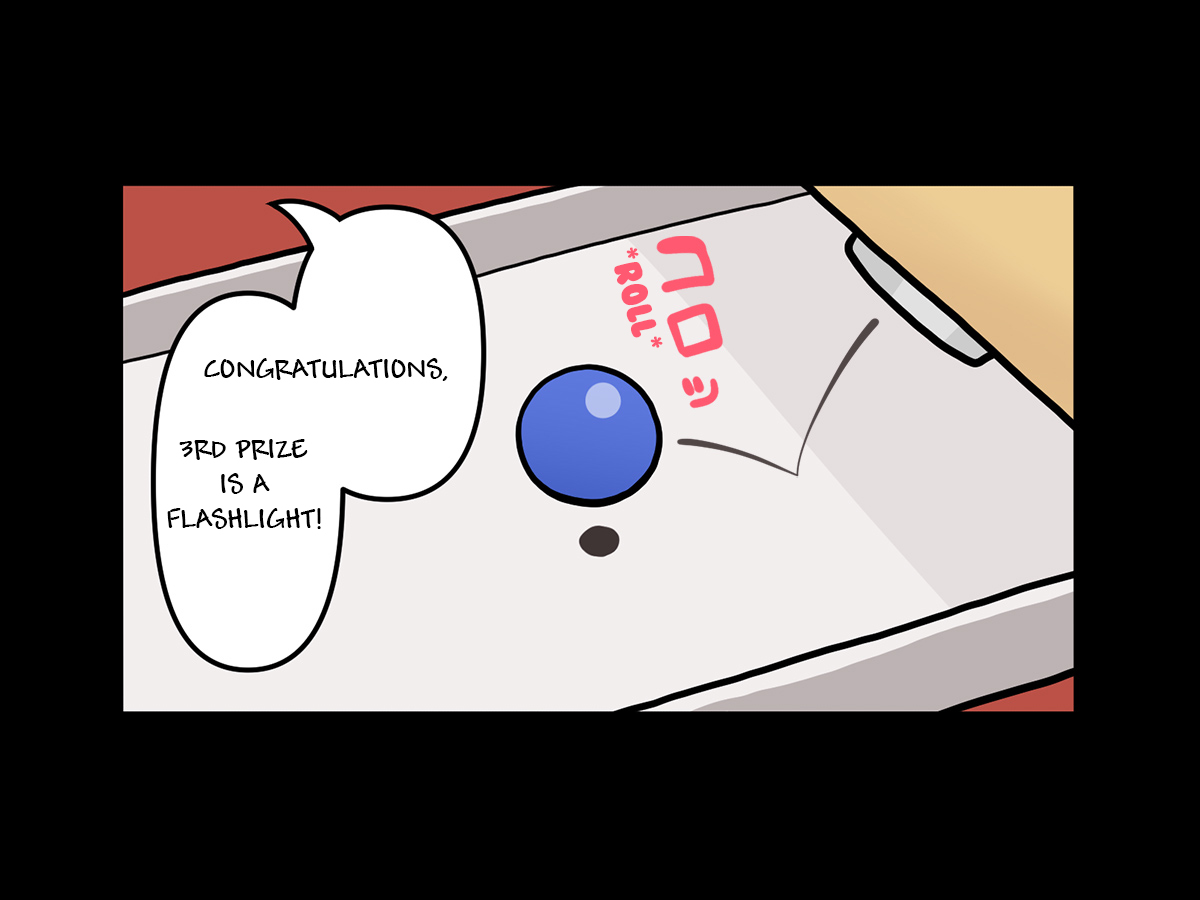 CONGRATULATIONS,
3RD PRIZE
IS A
FLASHLIGHT!
コロッ
*ROLL*